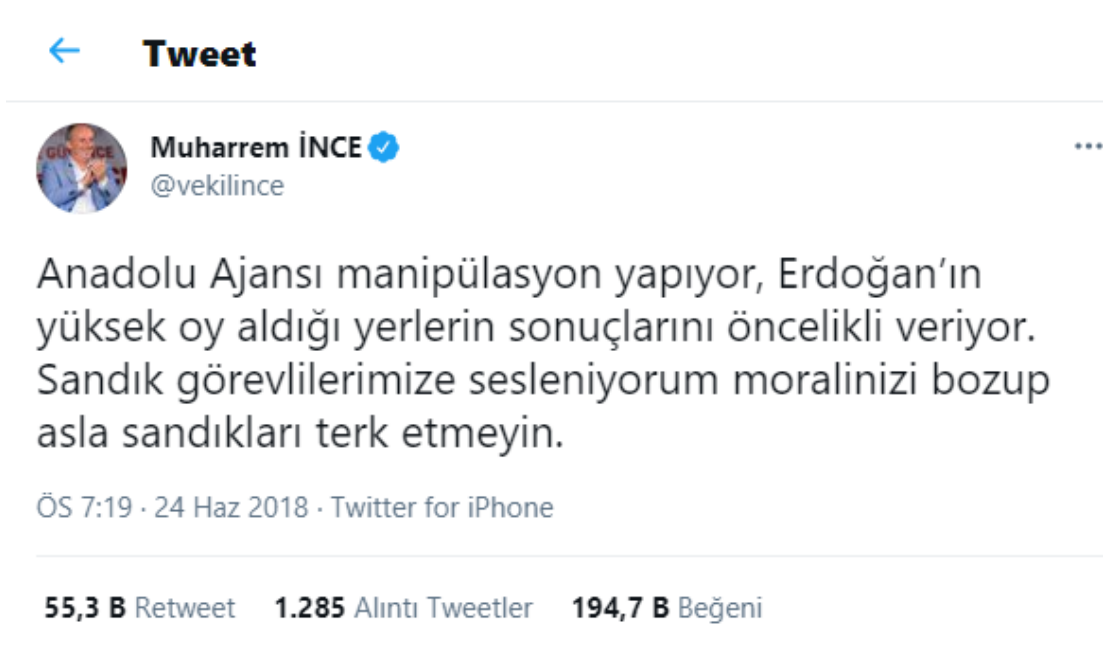 Tweet
Muharrem İNCE
@vekilince
Anadolu Ajansı manipülasyon yapıyor, Erdoğan’ın
yüksek oy aldığı yerlerin sonuçlarını öncelikli veriyor.
Sandık görevlilerimize sesleniyorum moralinizi bozup
asla sandıkları terk etmeyin.
ÖS 7:19 · 24 Haz 2018 · Twitter for iPhone
55,3 B Retweet 1.285 Alıntı Tweetler 194,7 B Beğeni